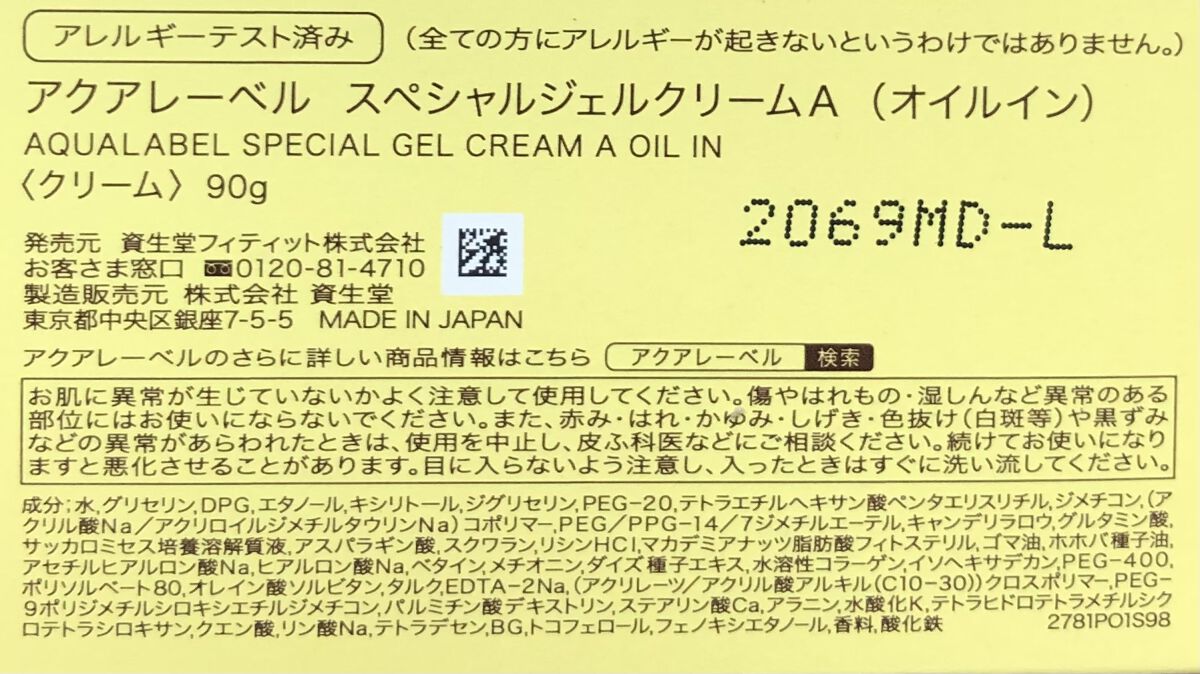 アレルギーテスト済み (全ての方にアレルギーが起きないというわけではありません。)
アクアレーベル スペシャルジェルクリームA (オイルイン)
AQUALABEL SPECIAL GEL CREAM A OIL IN
〈クリーム〉 90g
2069MD-L
発売元 資生堂フィティット株式会社
お客さま窓口 0120-81-4710
製造販売元 株式会社 資生堂
東京都中央区銀座7-5-5 MADE IN JAPAN
アクアレーベルのさらに詳しい商品情報はこちら アクアレーベル 検索
お肌に異常が生じていないかよく注意して使用してください。傷やはれもの・湿しんなど異常のある
部位にはお使いにならないでください。また、赤み・はれ・かゆみ・しげき・色抜け(白斑等)や黒ずみ
などの異常があらわれたときは、使用を中止し、皮ふ科医などにご相談ください。続けてお使いになり
ますと悪化させることがあります。目に入らないよう注意し、入ったときはすぐに洗い流してください。
成分:水,グリセリン,DPG,エタノール,キシリトール,ジグリセリン,PEG-20,テトラエチルヘキサン酸ペンタエリスリチル,ジメチコン,(ア
クリル酸Na/アクリロイルジメチルタウリンNa)コポリマー,PEG/PPG-14/7ジメチルエーテル,キャンデリラロウ,グルタミン酸,
サッカロミセス培養溶解質液,アスパラギン酸,スクワラン,リシンHCl,マカデミアナッツ脂肪酸フィトステリル,ゴマ油,ホホバ種子油,
アセチルヒアルロン酸Na,ヒアルロン酸Na,ベタイン,メチオニン,ダイズ種子エキス,水溶性コラーゲン,イソヘキサデカン,PEG-400,
ポリソルベート80,オレイン酸ソルビタン,タルク,EDTA-2Na,(アクリレーツ/アクリル酸アルキル(C10-30))クロスポリマー,PEG-
9ポリジメチルシロキシエチルジメチコン,パルミチン酸デキストリン,ステアリン酸Ca,アラニン,水酸化K,テトラヒドロテトラメチルシク
ロテトラシロキサン,クエン酸,リン酸Na,テトラデセン,BG,トコフェロール,フェノキシエタノール,香料,酸化鉄 2781PO1S98